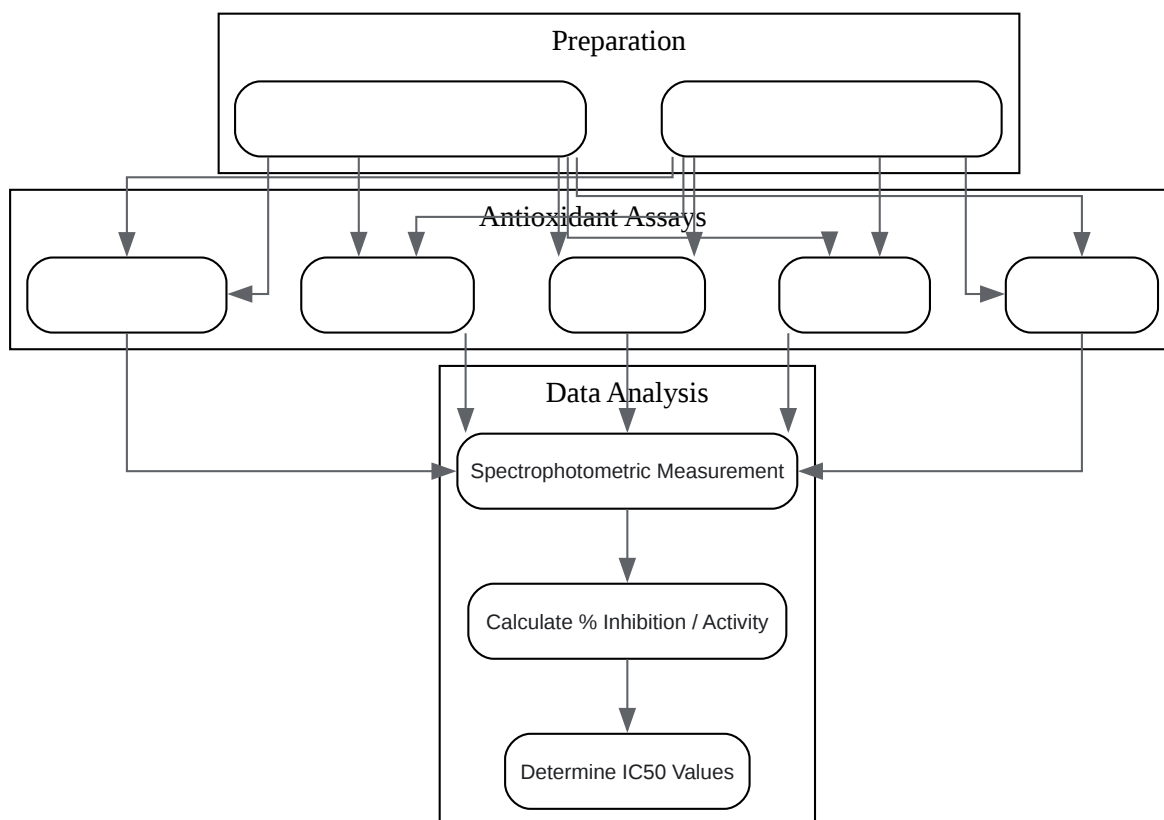 Preparation
Antioxidant Assays
Data Analysis
Spectrophotometric Measurement
Calculate % Inhibition / Activity
Determine IC50 Values